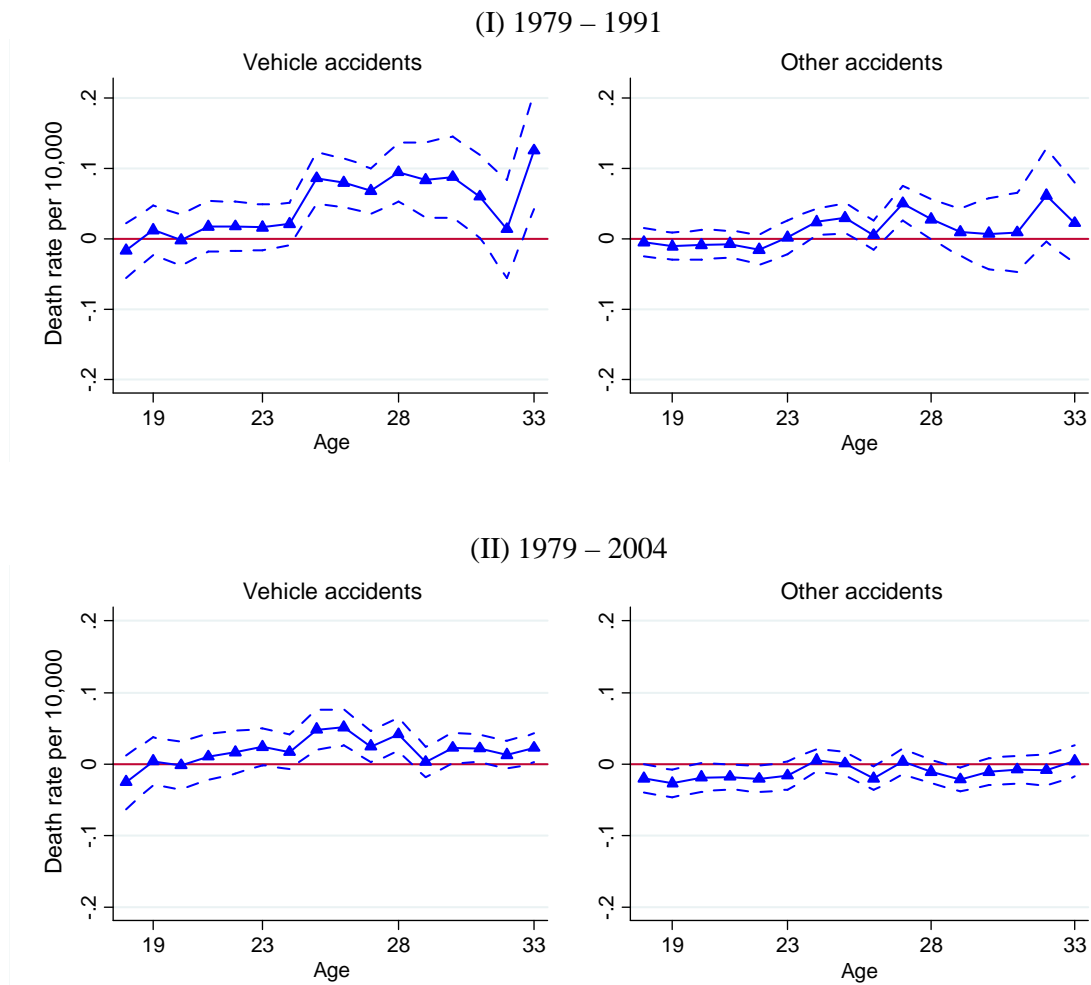 (I) 1979 – 1991
Vehicle accidents
Other accidents
Death rate per 10,000
.2
.1
0
-.1
-.2
.2
.1
0
-.1
-.2
19 23 28 33
Age
19 23 28 33
Age
(II) 1979 – 2004
Vehicle accidents
Other accidents
Death rate per 10,000
.2
.1
0
-.1
-.2
.2
.1
0
-.1
-.2
19 23 28 33
Age
19 23 28 33
Age